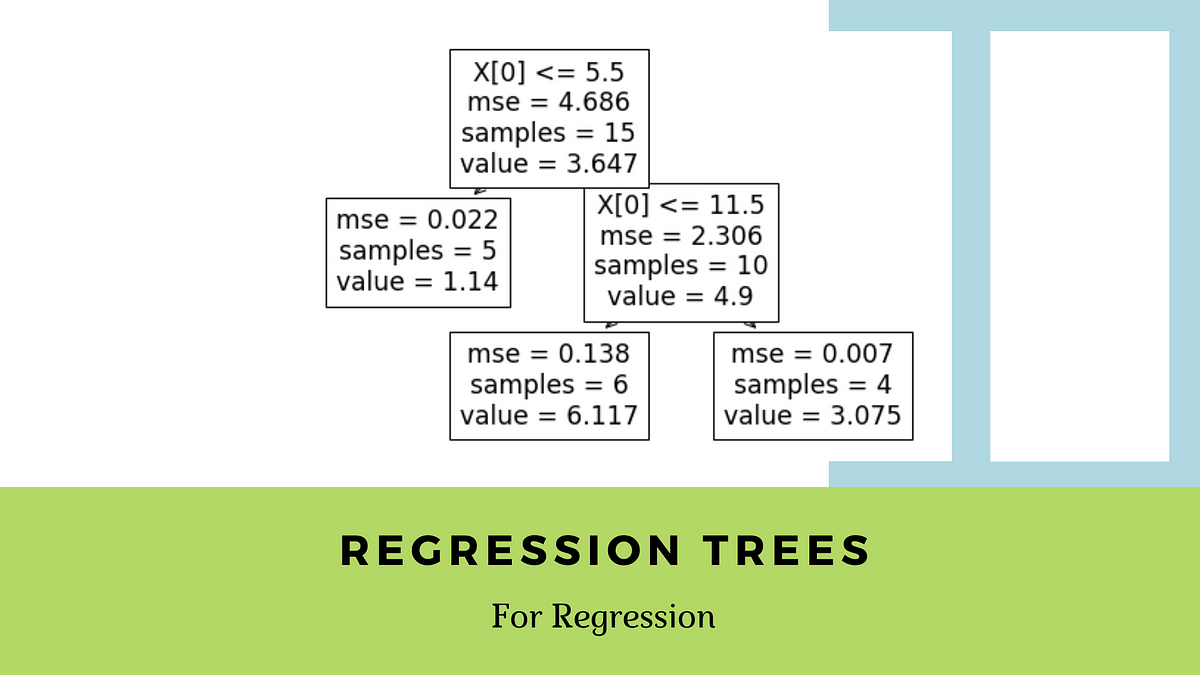 X[0] <= 5.5
mse = 4.686
samples = 15
value = 3.647
mse = 0.022
samples = 5
value = 1.14
X[0] <= 11.5
mse = 2.306
samples = 10
value = 4.9
mse = 0.138
samples = 6
value = 6.117
mse = 0.007
samples = 4
value = 3.075
REGRESSION TREES
For Regression